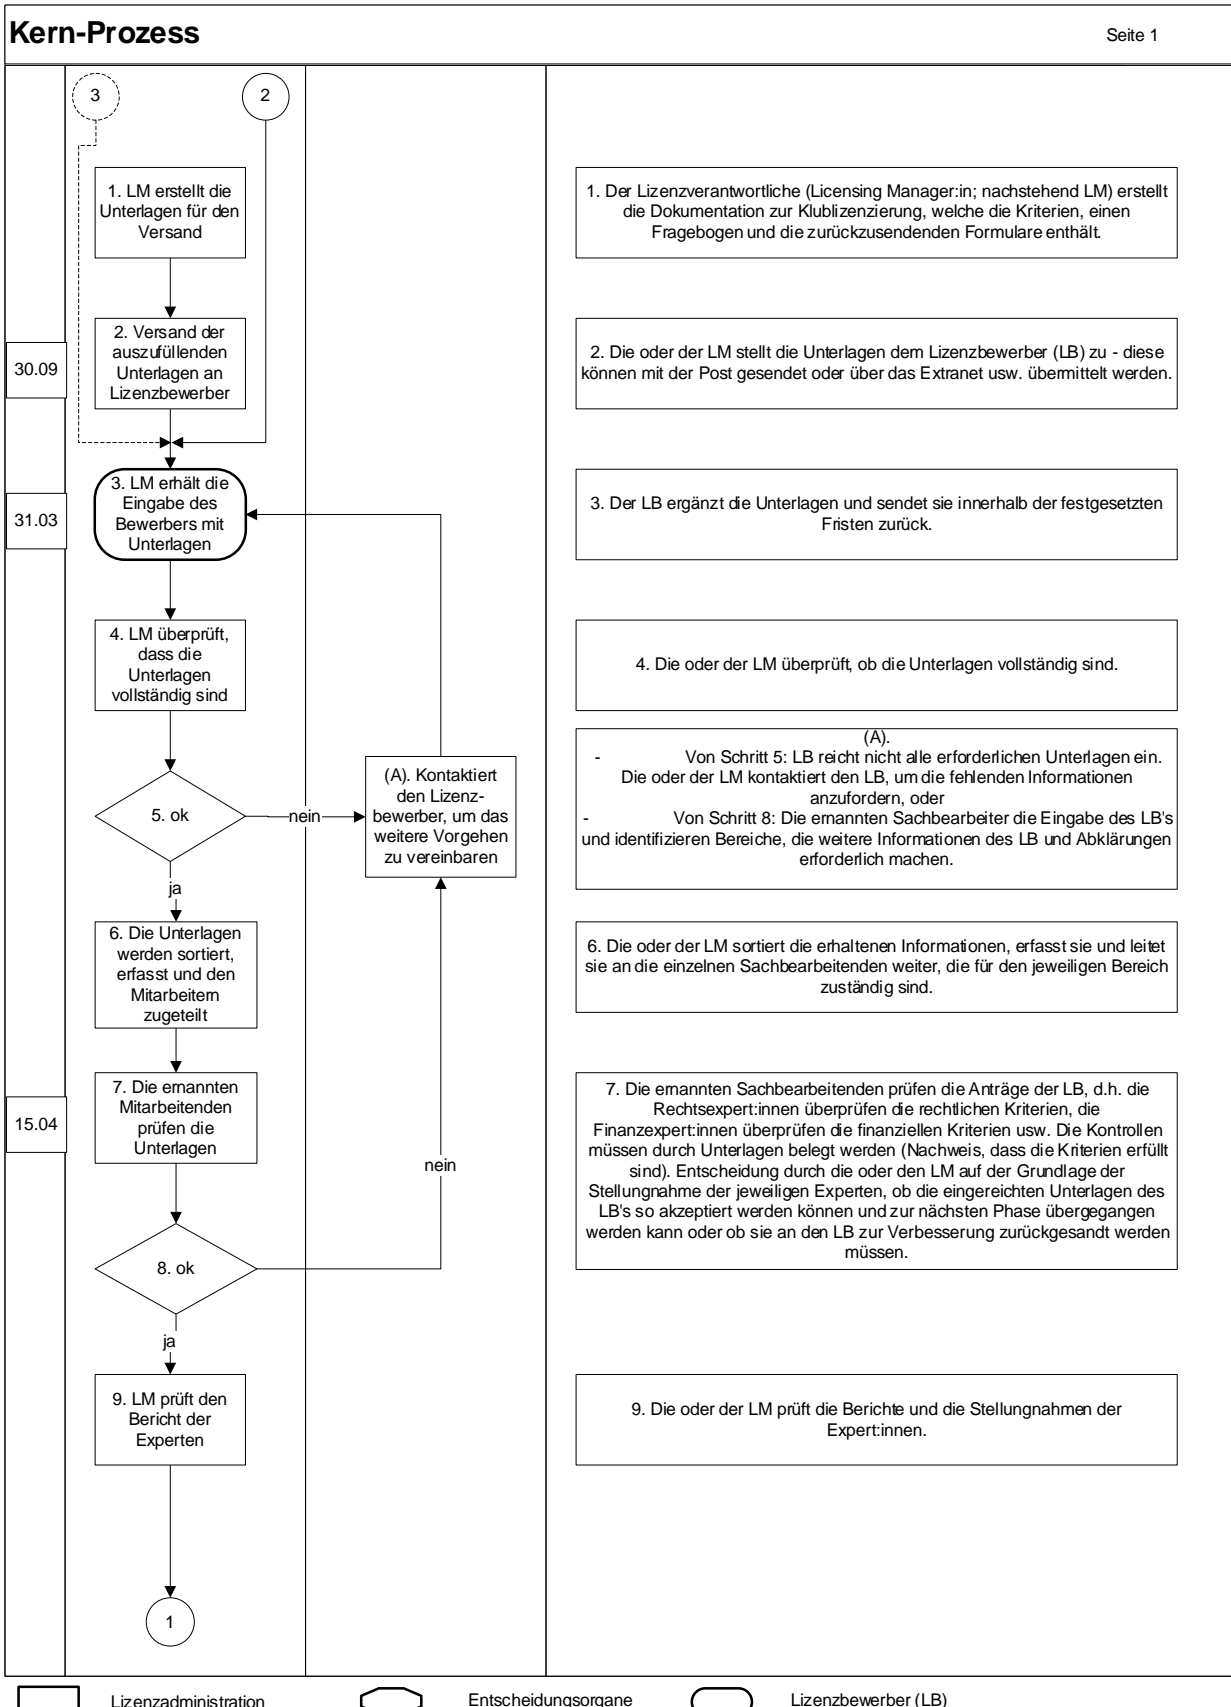 Kern-Prozess
Seite 1
3
2
1. LM erstellt die
Unterlagen für den
Versand
1. Der Lizenzverantwortliche (Licensing Manager:in; nachstehend LM) erstellt
die Dokumentation zur Klublizenzierung, welche die Kriterien, einen
Fragebogen und die zurückzusendenden Formulare enthält.
30.09
2. Versand der
auszufüllenden
Unterlagen an
Lizenzbewerber
2. Die oder der LM stellt die Unterlagen dem Lizenzbewerber (LB) zu - diese
können mit der Post gesendet oder über das Extranet usw. übermittelt werden.
31.03
3. LM erhält die
Eingabe des
Bewerbers mit
Unterlagen
3. Der LB ergänzt die Unterlagen und sendet sie innerhalb der festgesetzten
Fristen zurück.
4. LM überprüft,
dass die
Unterlagen
vollständig sind
4. Die oder der LM überprüft, ob die Unterlagen vollständig sind.
5. ok
nein
ja
(A). Kontaktiert
den Lizenz-
bewerber, um das
weitere Vorgehen
zu vereinbaren
(A).
- Von Schritt 5: LB reicht nicht alle erforderlichen Unterlagen ein.
Die oder der LM kontaktiert den LB, um die fehlenden Informationen
anzufordern, oder
- Von Schritt 8: Die ernannten Sachbearbeiter die Eingabe des LB's
und identifizieren Bereiche, die weitere Informationen des LB und Abklärungen
erforderlich machen.
6. Die Unterlagen
werden sortiert,
erfasst und den
Mitarbeitern
zugeteilt
6. Die oder der LM sortiert die erhaltenen Informationen, erfasst sie und leitet
sie an die einzelnen Sachbearbeitenden weiter, die für den jeweiligen Bereich
zuständig sind.
15.04
7. Die ernannten
Mitarbeitenden
prüfen die
Unterlagen
nein
7. Die ernannten Sachbearbeitenden prüfen die Anträge der LB, d.h. die
Rechtsexpert:innen überprüfen die rechtlichen Kriterien, die
Finanzexpert:innen überprüfen die finanziellen Kriterien usw. Die Kontrollen
müssen durch Unterlagen belegt werden (Nachweis, dass die Kriterien erfüllt
sind). Entscheidung durch die oder den LM auf der Grundlage der
Stellungnahme der jeweiligen Experten, ob die eingereichten Unterlagen des
LB's so akzeptiert werden können und zur nächsten Phase übergegangen
werden kann oder ob sie an den LB zur Verbesserung zurückgesandt werden
müssen.
8. ok
ja
9. LM prüft den
Bericht der
Experten
9. Die oder der LM prüft die Berichte und die Stellungnahmen der
Expert:innen.
1
Lizenzadministration
Entscheidungsorgane
Lizenzbewerber (LB)